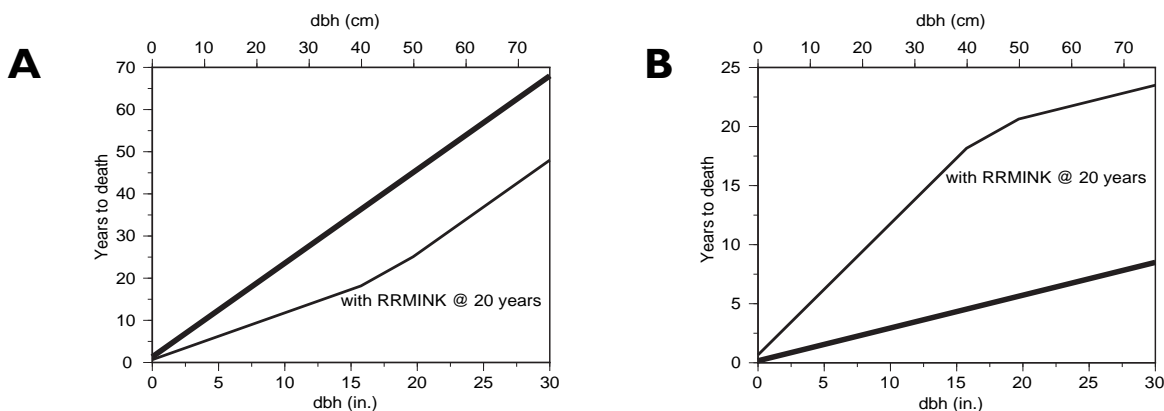 A
dbh (cm)
0 10 20 30 40 50 60 70
70
60
50
40
30
20
10
0
Years to death
with RRMINK @ 20 years
0 5 10 15 20 25 30
dbh (in.)
B
dbh (cm)
0 10 20 30 40 50 60 70
25
20
15
10
5
0
Years to death
with RRMINK @ 20 years
0 5 10 15 20 25 30
dbh (in.)